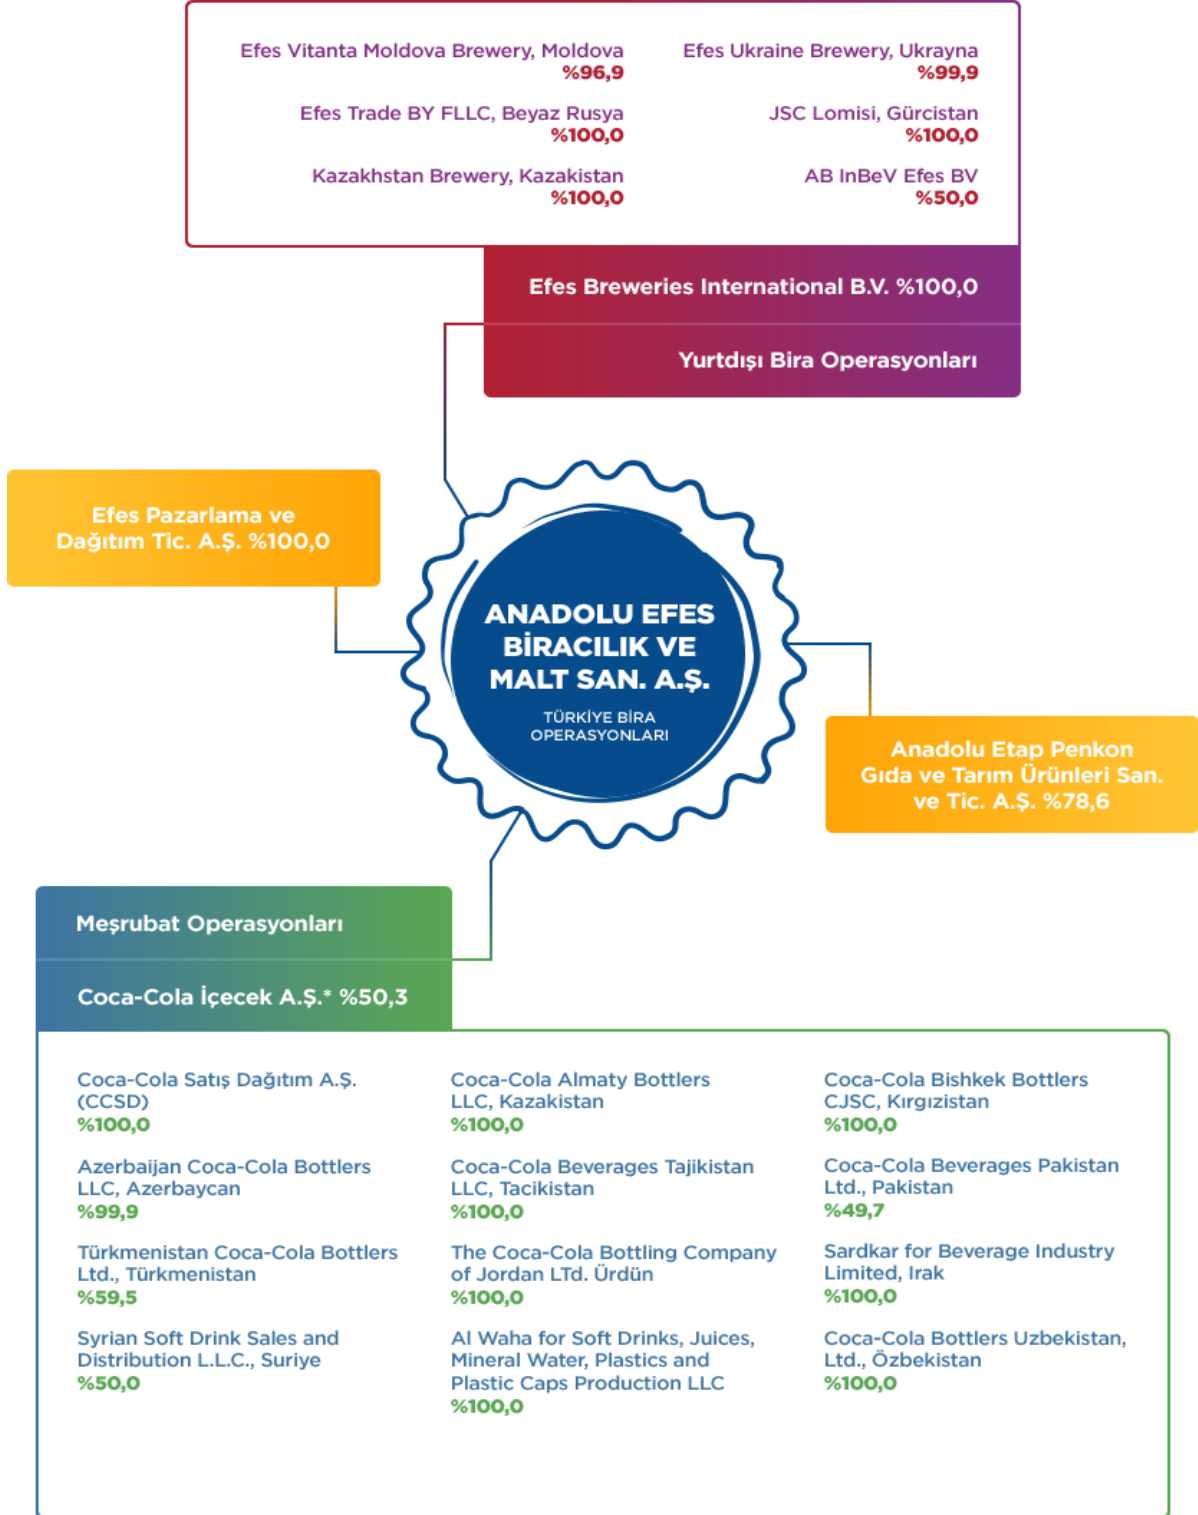 Efes Vitanta Moldova Brewery, Moldova
%96,9
Efes Ukraine Brewery, Ukrayna
%99,9
Efes Trade BY FLLC, Beyaz Rusya
%100,0
JSC Lomisi, Gürcistan
%100,0
Kazakhstan Brewery, Kazakistan
%100,0
AB InBeV Efes BV
%50,0
Efes Breweries International B.V. %100,0
Yurtdışı Bira Operasyonları
Efes Pazarlama ve
Dağıtım Tic. A.Ş. %100,0
ANADOLU EFES
BİRACILIK VE
MALT SAN. A.Ş.
TÜRKİYE BİRA
OPERASYONLARI
Anadolu Etap Penkon
Gıda ve Tarım Ürünleri San.
ve Tic. A.Ş. %78,6
Meşrubat Operasyonları
Coca-Cola İçecek A.Ş.* %50,3
Coca-Cola Satış Dağıtım A.Ş.
(CCSD)
%100,0
Coca-Cola Almaty Bottlers
LLC, Kazakistan
%100,0
Coca-Cola Bishkek Bottlers
CJSC, Kırgızistan
%100,0
Azerbaijan Coca-Cola Bottlers
LLC, Azerbaycan
%99,9
Coca-Cola Beverages Tajikistan
LLC, Tacikistan
%100,0
Coca-Cola Beverages Pakistan
Ltd., Pakistan
%49,7
Türkmenistan Coca-Cola Bottlers
Ltd., Türkmenistan
%59,5
The Coca-Cola Bottling Company
of Jordan LTd. Ürdün
%100,0
Sardkar for Beverage Industry
Limited, Irak
%100,0
Syrian Soft Drink Sales and
Distribution L.L.C., Suriye
%50,0
Al Waha for Soft Drinks, Juices,
Mineral Water, Plastics and
Plastic Caps Production LLC
%100,0
Coca-Cola Bottlers Uzbekistan,
Ltd., Özbekistan
%100,0